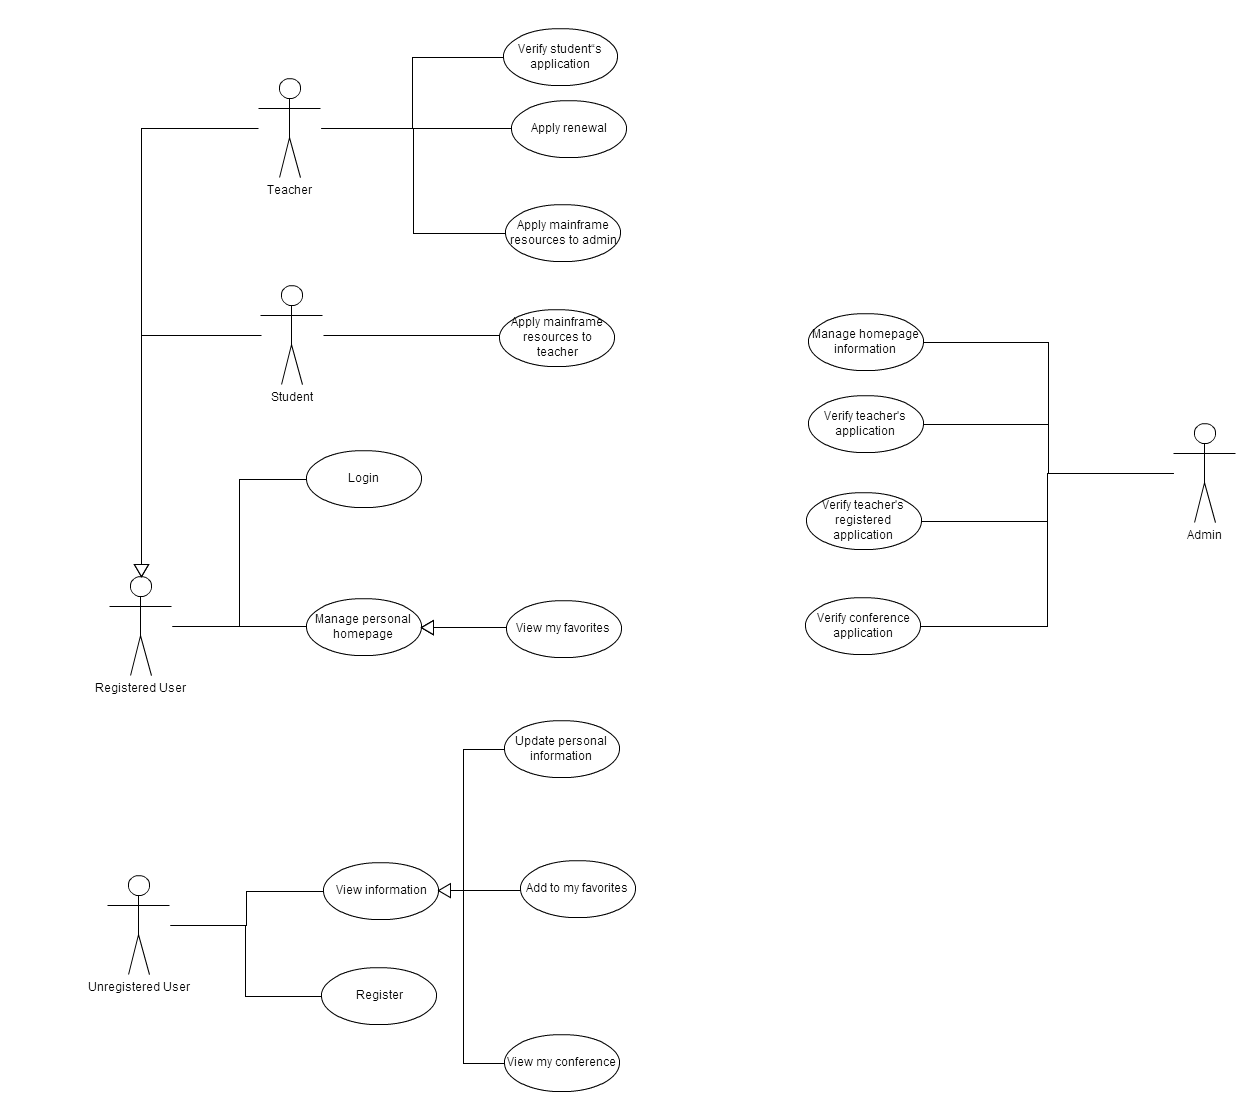 Verify student"s
application
Apply renewal
Teacher
Apply mainframe
resources to admin
Apply mainframe
resources to
teacher
Student
Manage homepage
information
Verify teacher's
application
Login
Verify teacher's
registered
application
Admin
Manage personal
homepage
View my favorites
Verify conference
application
Registered User
Update personal
information
View information
Add to my favorites
Unregistered User
Register
View my conference